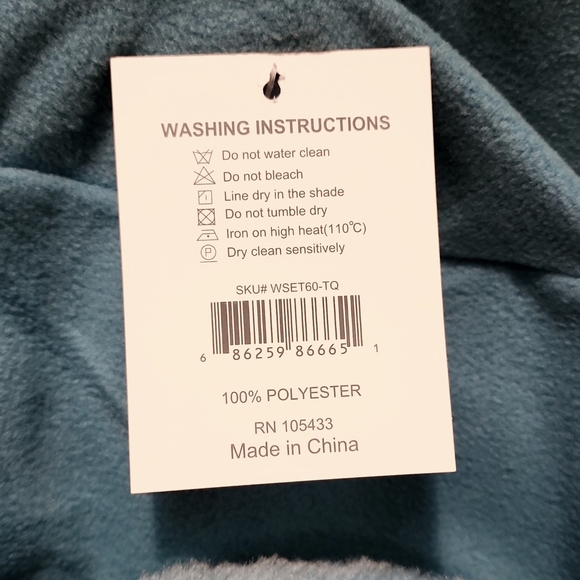 WASHING INSTRUCTIONS
Do not water clean
Do not bleach
Line dry in the shade
Do not tumble dry
Iron on high heat(110℃)
P Dry clean sensitively
SKU# WSET60-TQ
6 86259 86665 1
100% POLYESTER
RN 105433
Made in China